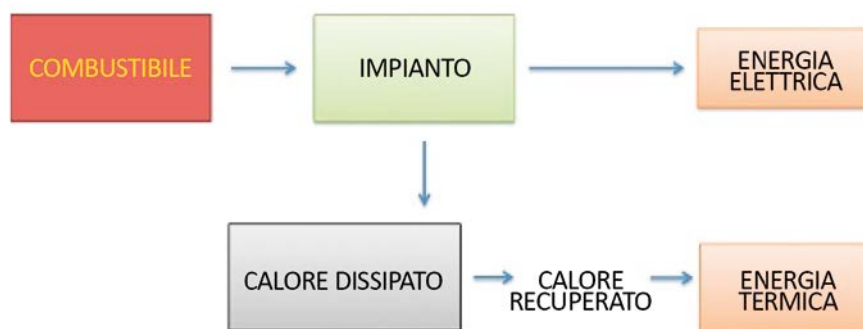 COMBUSTIBILE
IMPIANTO
ENERGIA
ELETTRICA
CALORE DISSIPATO
CALORE
RECUPERATO
ENERGIA
TERMICA